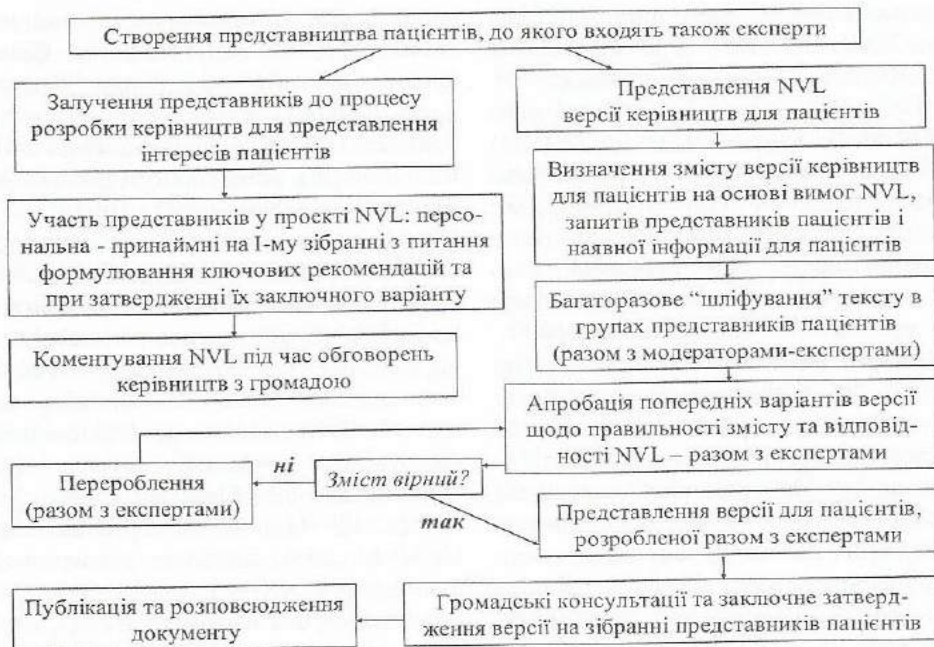 Створення представництва пацієнтів, до якого входять також експерти
Залучення представників до процесу
розробки керівництв для представлення
інтересів пацієнтів
Участь представників у проекті NVL: персо-
нальна - принаймні на І-му зібранні з питання
формулювання ключових рекомендацій та
при затвердженні їх заключного варіанту
Коментування NVL під час обговорень
керівництв з громадою
Представлення NVL
версії керівництв для пацієнтів
Визначення змісту версії керівництв
для пацієнтів на основі вимог NVL,
запитів представників пацієнтів і
наявної інформації для пацієнтів
Багаторазове “шліфування” тексту в
групах представників пацієнтів
(разом з модераторами-експертами)
Апробація попередніх варіантів версії
щодо правильності змісту та відповід-
ності NVL – разом з експертами
Зміст вірний?
ні
Перероблення
(разом з експертами)
так
Представлення версії для пацієнтів,
розробленої разом з експертами
Громадські консультації та заключне затвер-
дження версії на зібранні представників пацієнтів
Публікація та розповсюдження
документу